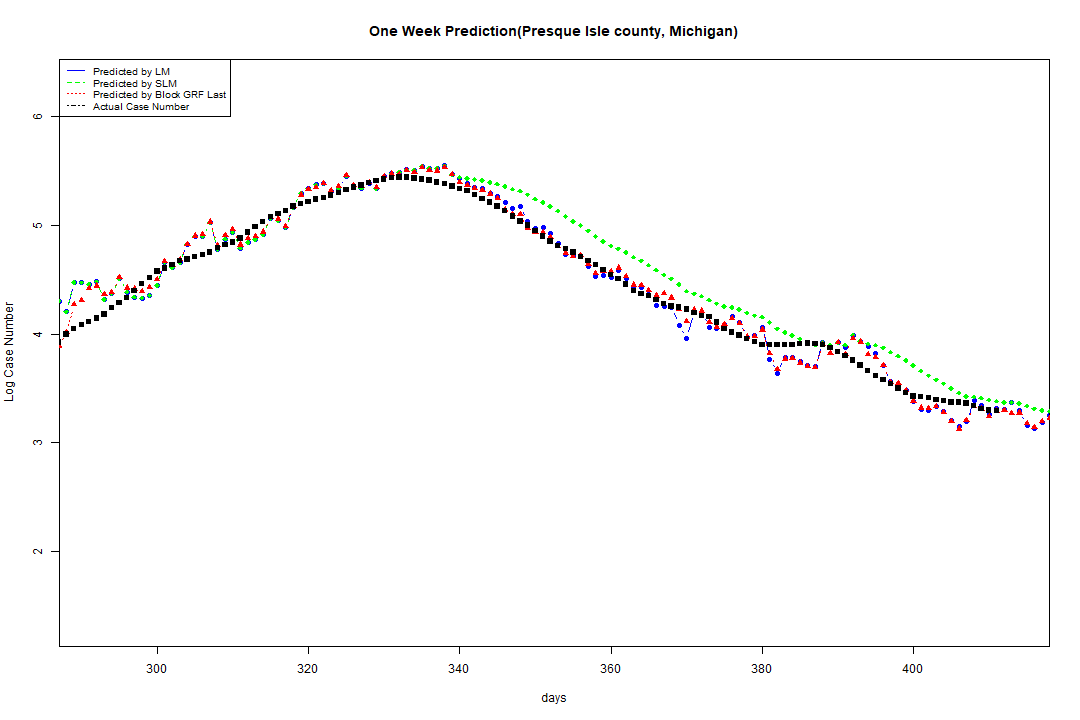 One Week Prediction(Presque Isle county, Michigan)
Predicted by LM
Predicted by SLM
Predicted by Block GRF Last
Actual Case Number
6
5
4
3
2
Log Case Number
300 320 340 360 380 400
days